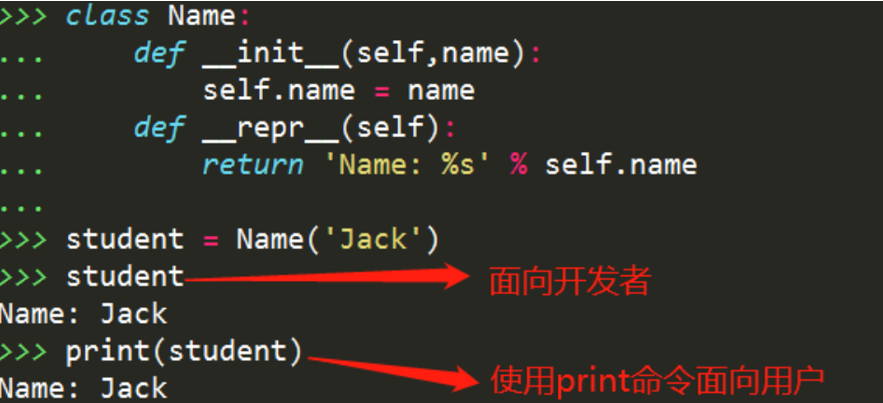 >>> class Name:
...     def __init__(self,name):
...         self.name = name
...     def __repr__(self):
...         return 'Name: %s' % self.name
...
>>> student = Name('Jack')
>>> student 面向开发者
Name: Jack
>>> print(student)
使用print命令面向用户
Name: Jack